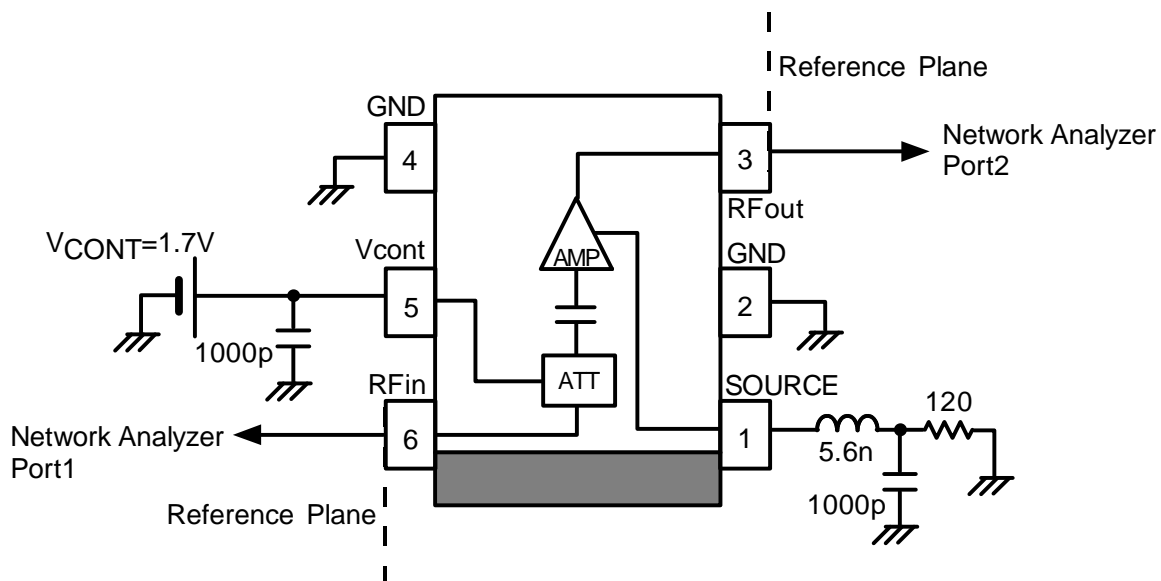 Reference Plane
GND
4
3
Network Analyzer
Port2
RFout
VCONT=1.7V
Vcont
AMP
GND
5
2
1000p
ATT
RFin
SOURCE
120
Network Analyzer
Port1
6
1
5.6n
1000p
Reference Plane